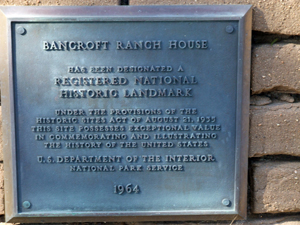 BANCROFT RANCH HOUSE
HAS BEEN DESIGNATED A
REGISTERED NATIONAL
HISTORIC LANDMARK
UNDER THE PROVISIONS OF THE
HISTORIC SITES ACT OF AUGUST 21, 1935
THIS SITE POSSESSES EXCEPTIONAL VALUE
IN COMMEMORATING AND ILLUSTRATING
THE HISTORY OF THE UNITED STATES
U.S. DEPARTMENT OF THE INTERIOR
NATIONAL PARK SERVICE
1964